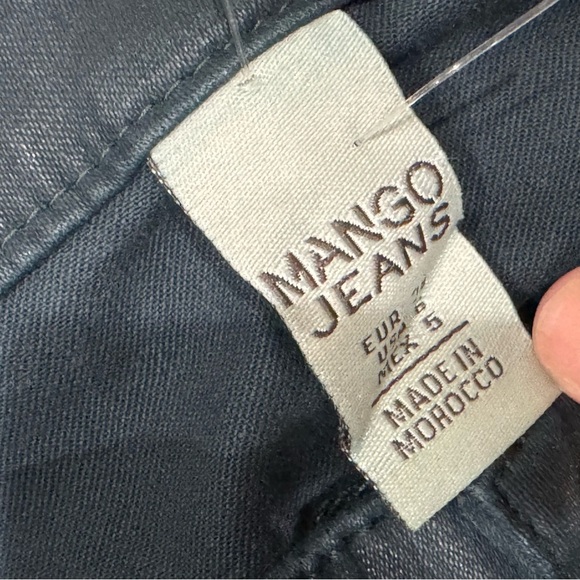 MANGO
JEANS
EUR
USA 6
MEX 5
MADE IN
MOROCCO